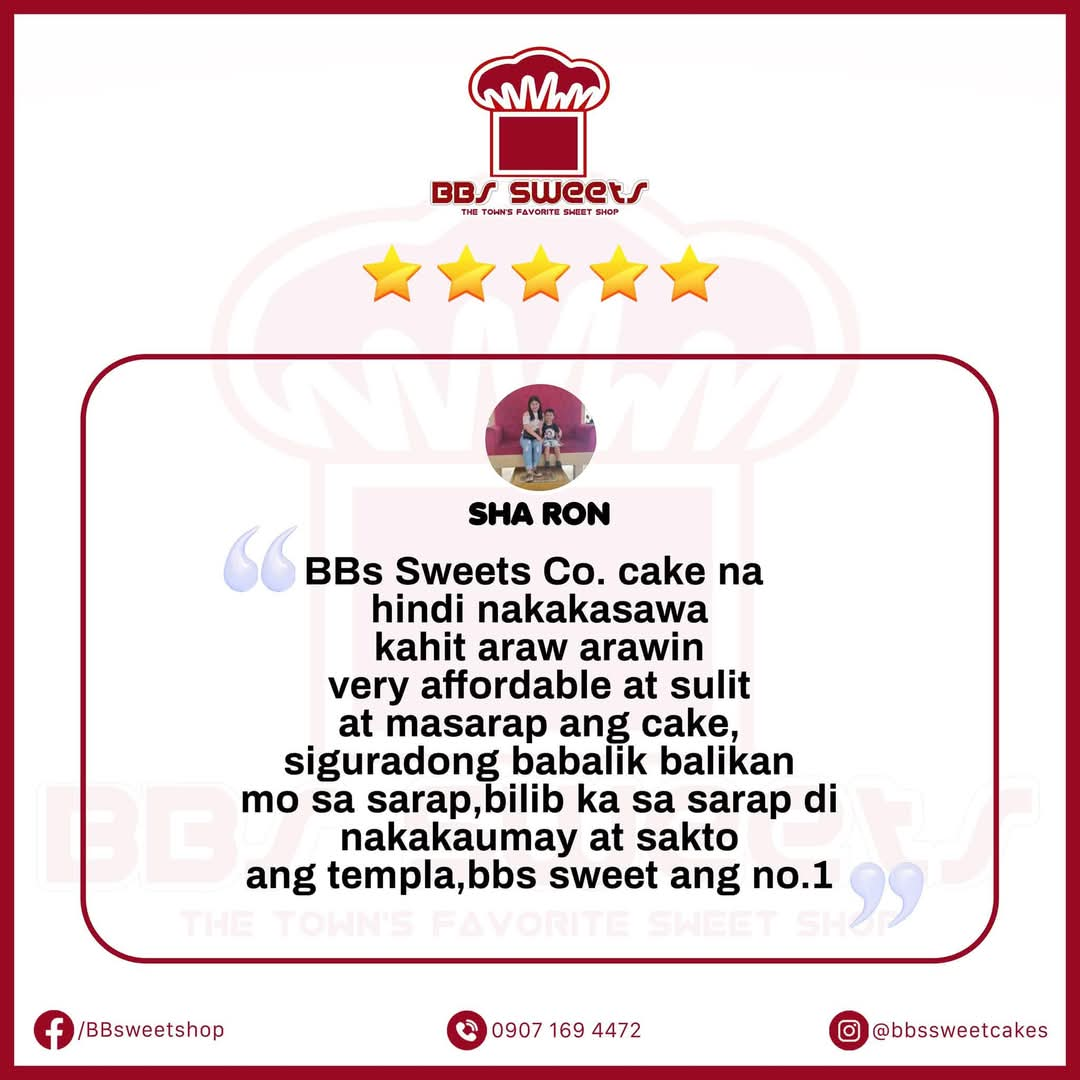 BBs sweets
THE TOWN'S FAVORITE SWEET SHOP
SHA RON
BBs Sweets Co. cake na
hindi nakakasawa
kahit araw arawin
very affordable at sulit
at masarap ang cake,
siguradong babalik balikan
mo sa sarap,bilib ka sa sarap di
nakakaumay at sakto
ang templa,bbs sweet ang no.1
BBs sweets
THE TOWN'S FAVORITE SWEET SHOP
/BBsweetshop
0907 169 4472
@bbssweetcakes